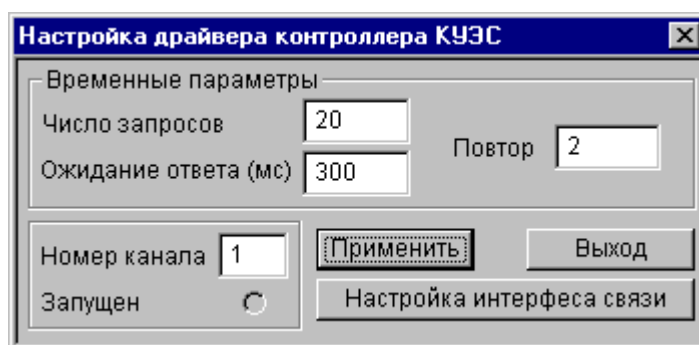 Настройка драйвера контроллера КУЭС
Временные параметры
Число запросов 20
Повтор 2
Ожидание ответа (мс) 300
Номер канала 1
Применить Выход
Запущен
Настройка интерфеса связи